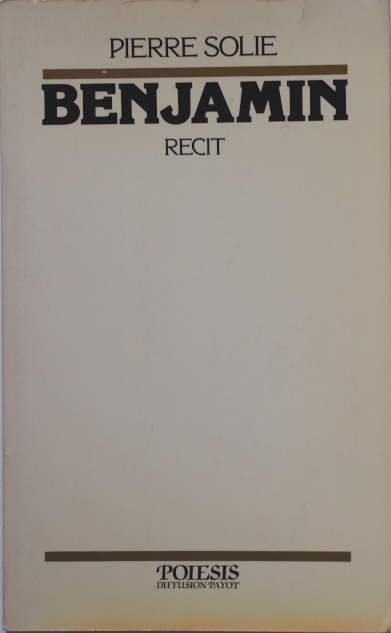 PIERRE SOLIE
BENJAMIN
RECIT
POIESIS
DIFFUSION PAYOT